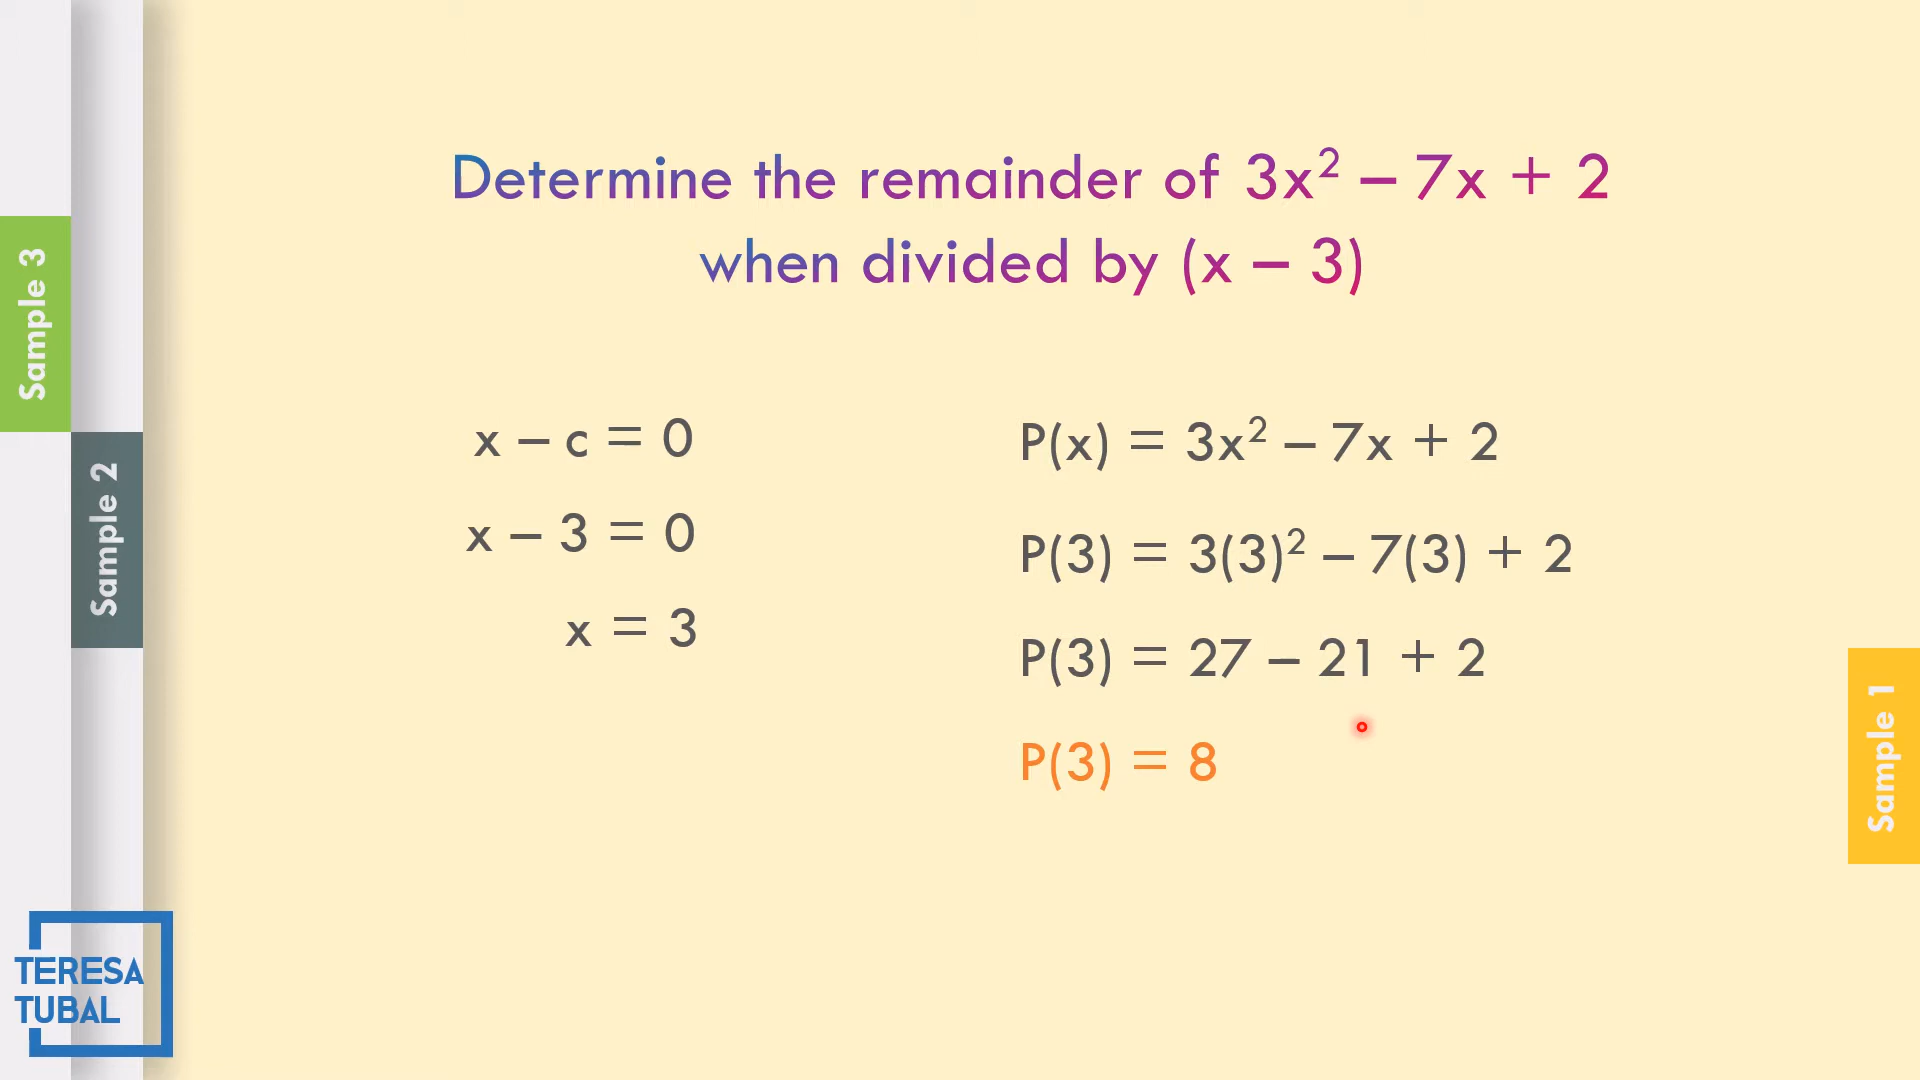 Determine the remainder of 3x² – 7x + 2
when divided by (x – 3)
x – c = 0
x – 3 = 0
x = 3
P(x) = 3x² – 7x + 2
P(3) = 3(3)² – 7(3) + 2
P(3) = 27 – 21 + 2
P(3) = 8
Sample 3
Sample 2
Sample 1
TERESA
TUBAL